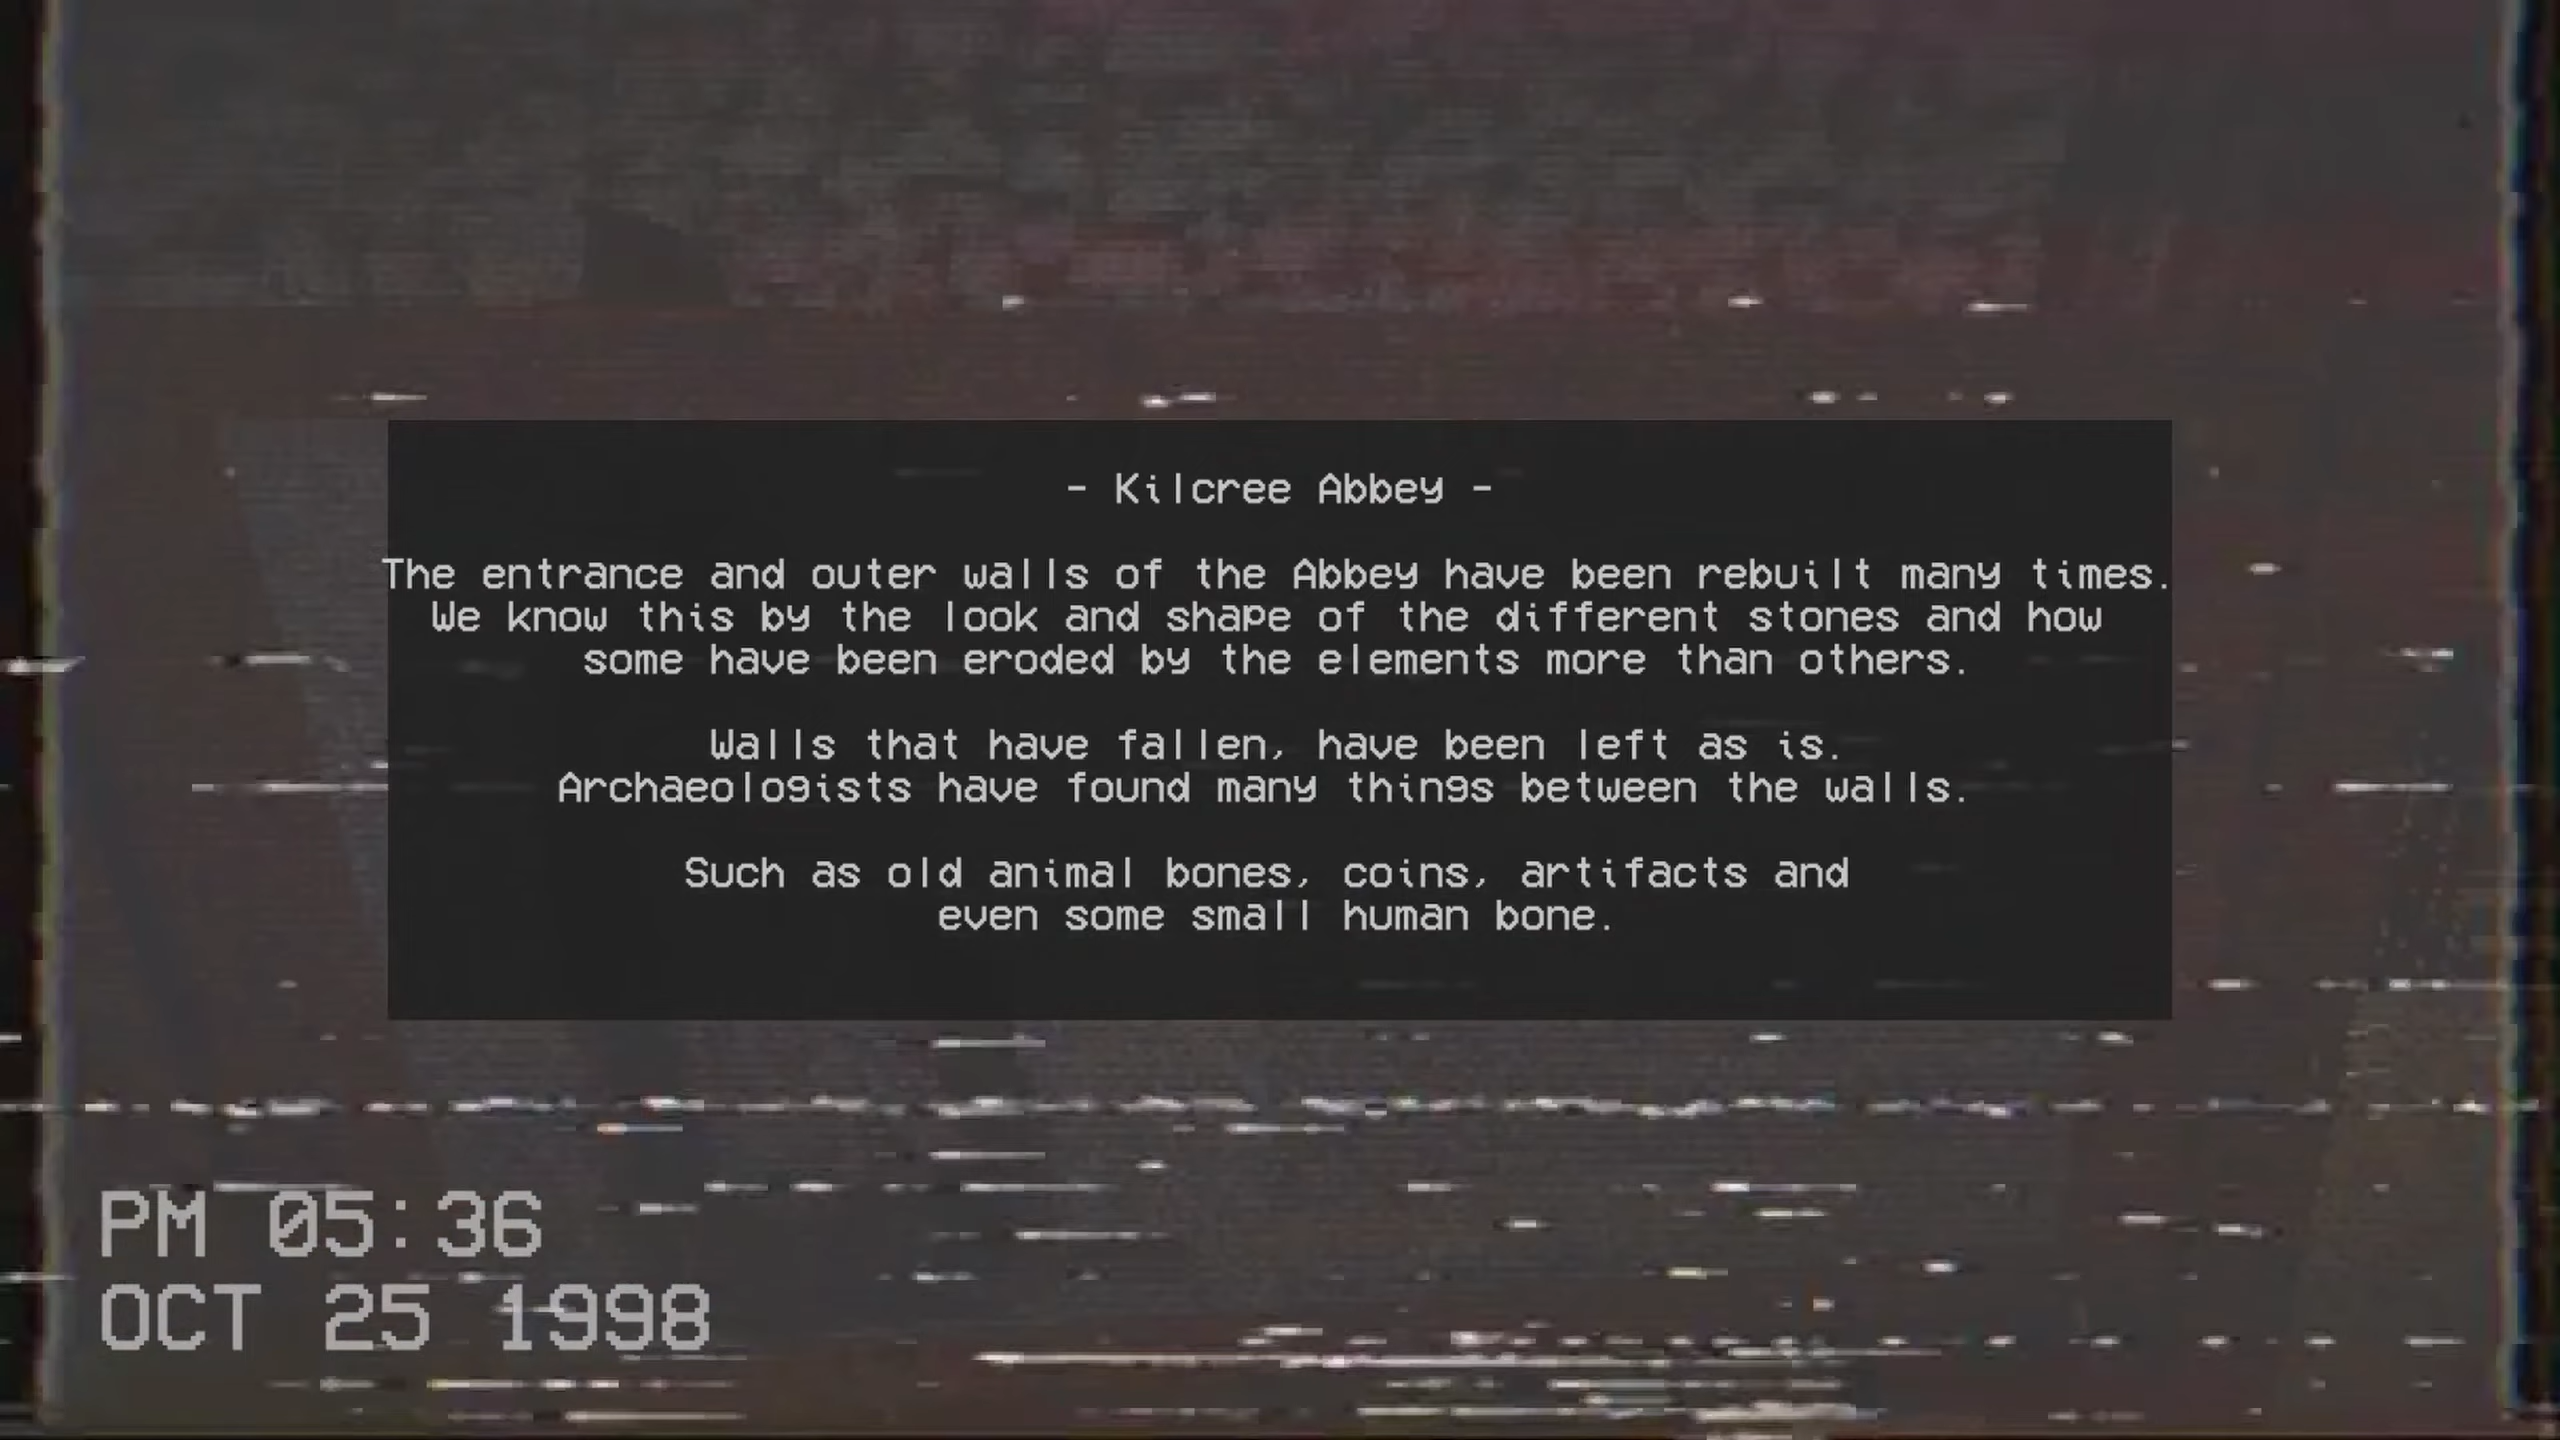 - Kilcree Abbey -
The entrance and outer walls of the Abbey have been rebuilt many times.
We know this by the look and shape of the different stones and how
some have been eroded by the elements more than others.
Walls that have fallen, have been left as is.
Archaeologists have found many things between the walls.
Such as old animal bones, coins, artifacts and
even some small human bone.
PM 05:36
OCT 25 1998